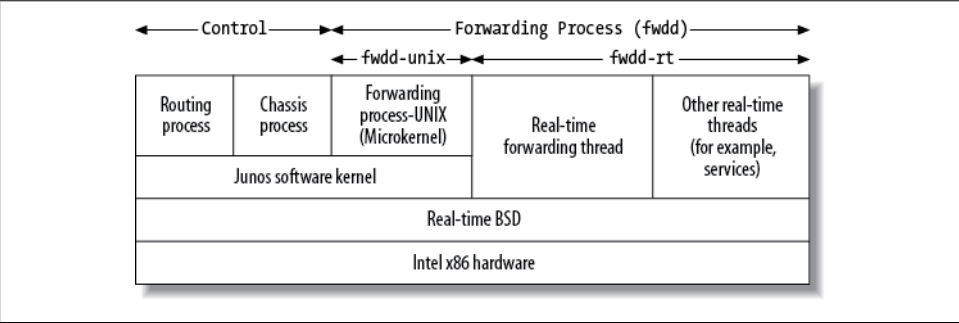 Control
Forwarding Process (fwdd)
fwdd-unix
fwdd-rt
Routing
process
Chassis
process
Forwarding
process-UNIX
(Microkernel)
Real-time
forwarding thread
Other real-time
threads
(for example,
services)
Junos software kernel
Real-time BSD
Intel x86 hardware